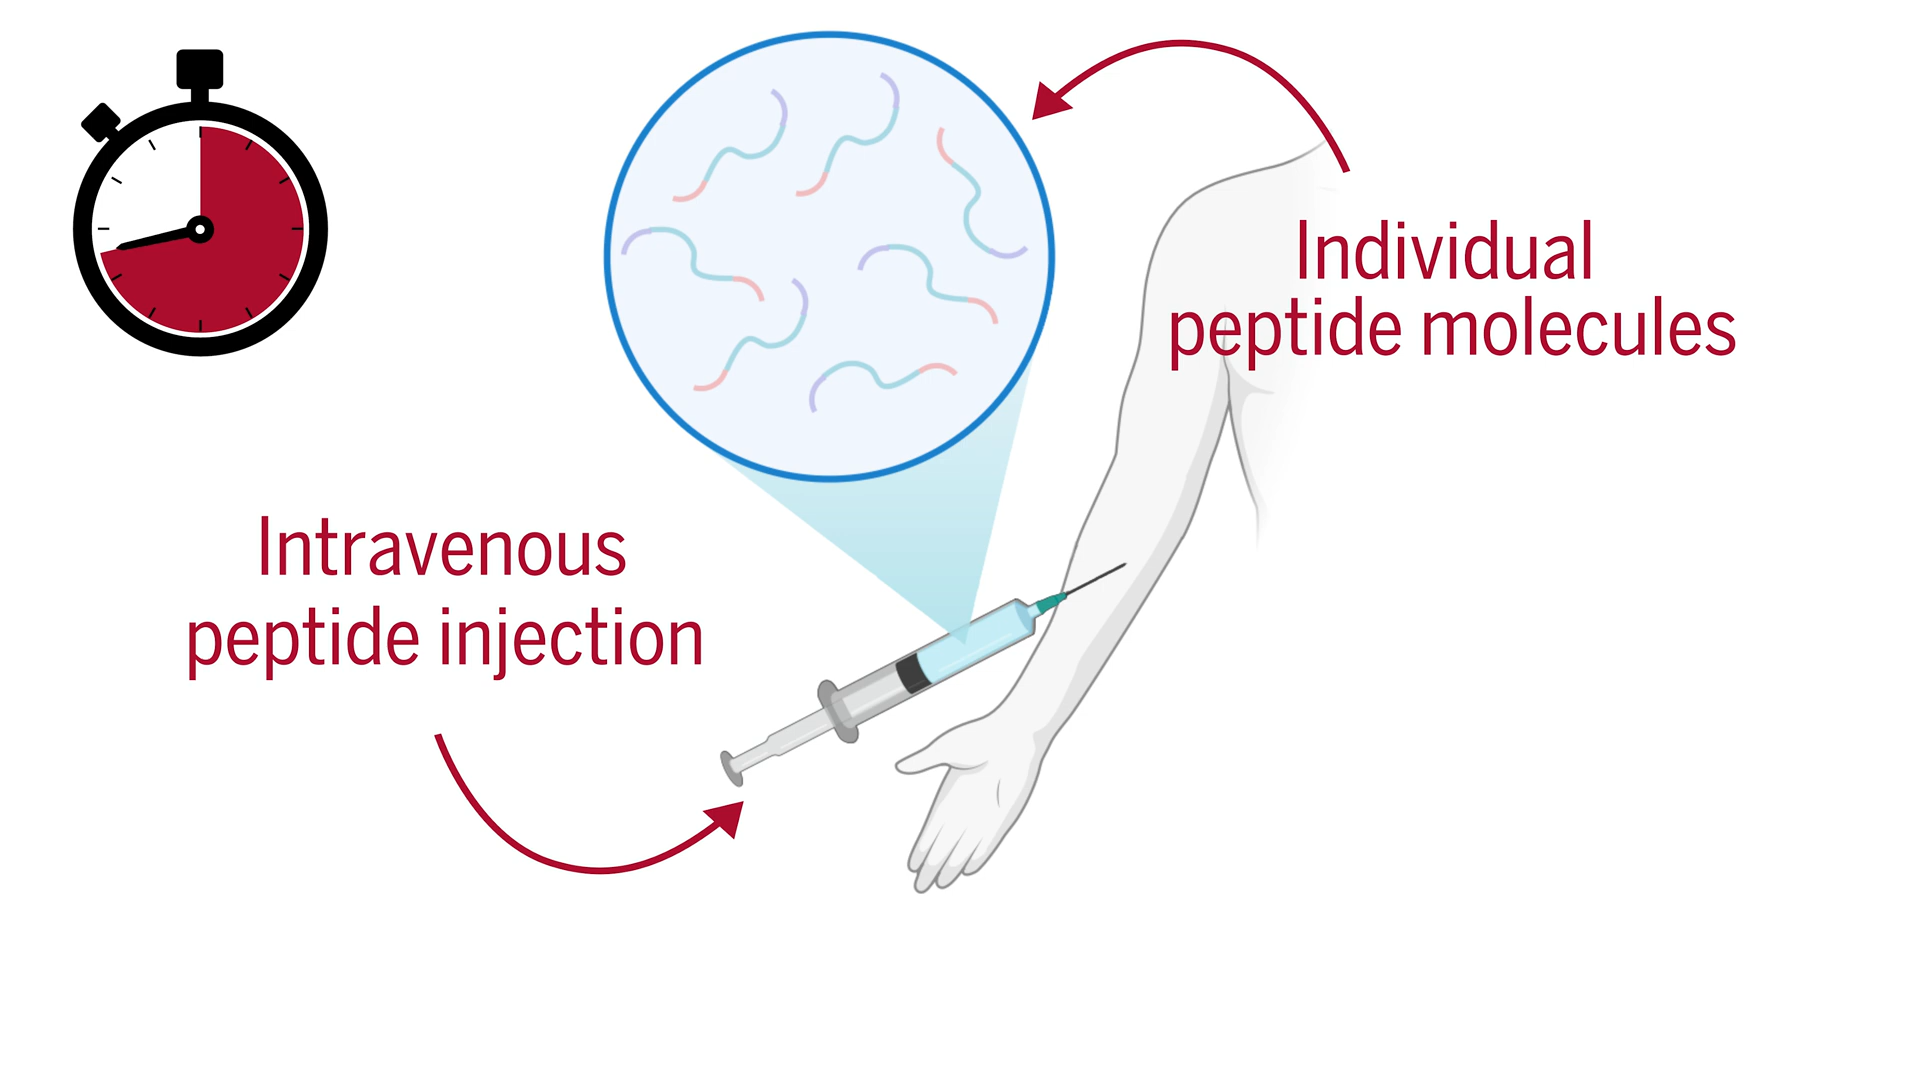 Individual
peptide molecules
Intravenous
peptide injection